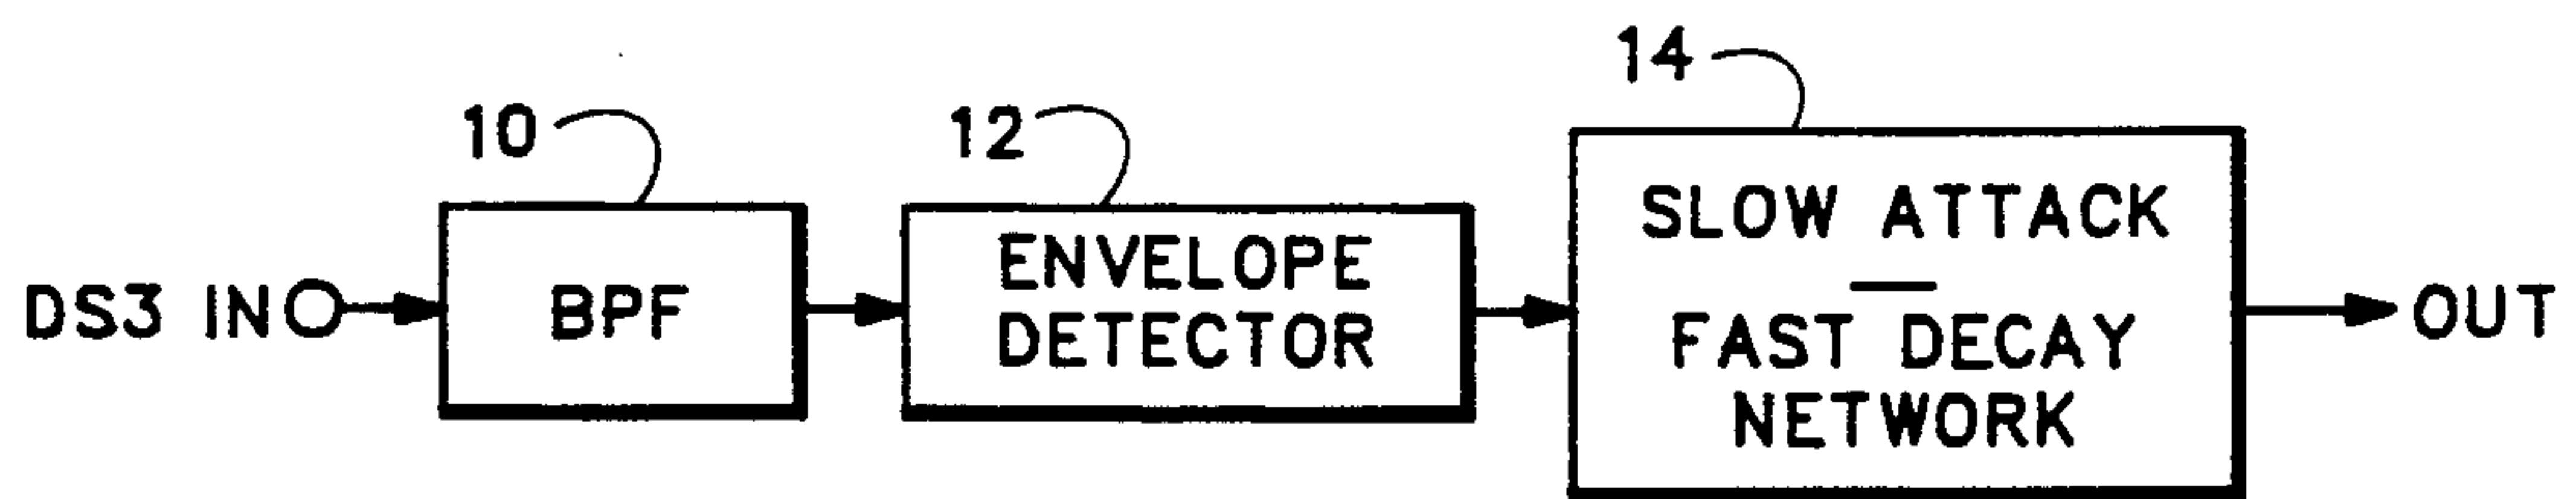 10
12
14
DS3 IN
BPF
ENVELOPE
DETECTOR
SLOW ATTACK
—
FAST DECAY
NETWORK
OUT